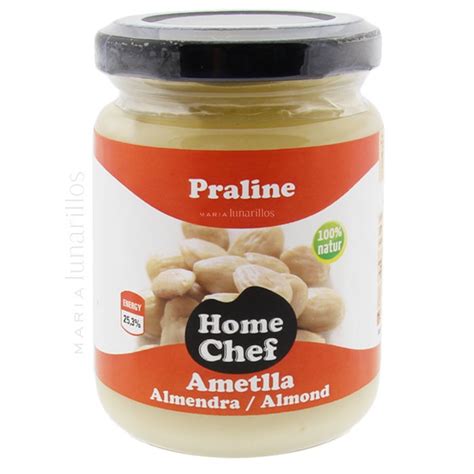 Praline
MARIA lunarillos
100%
natur
ENERGY
25,3%
Home
Chef
Ametlla
Almendra / Almond
MARIA lunarillos